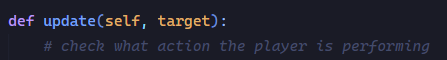 def update(self, target):
    # check what action the player is performing